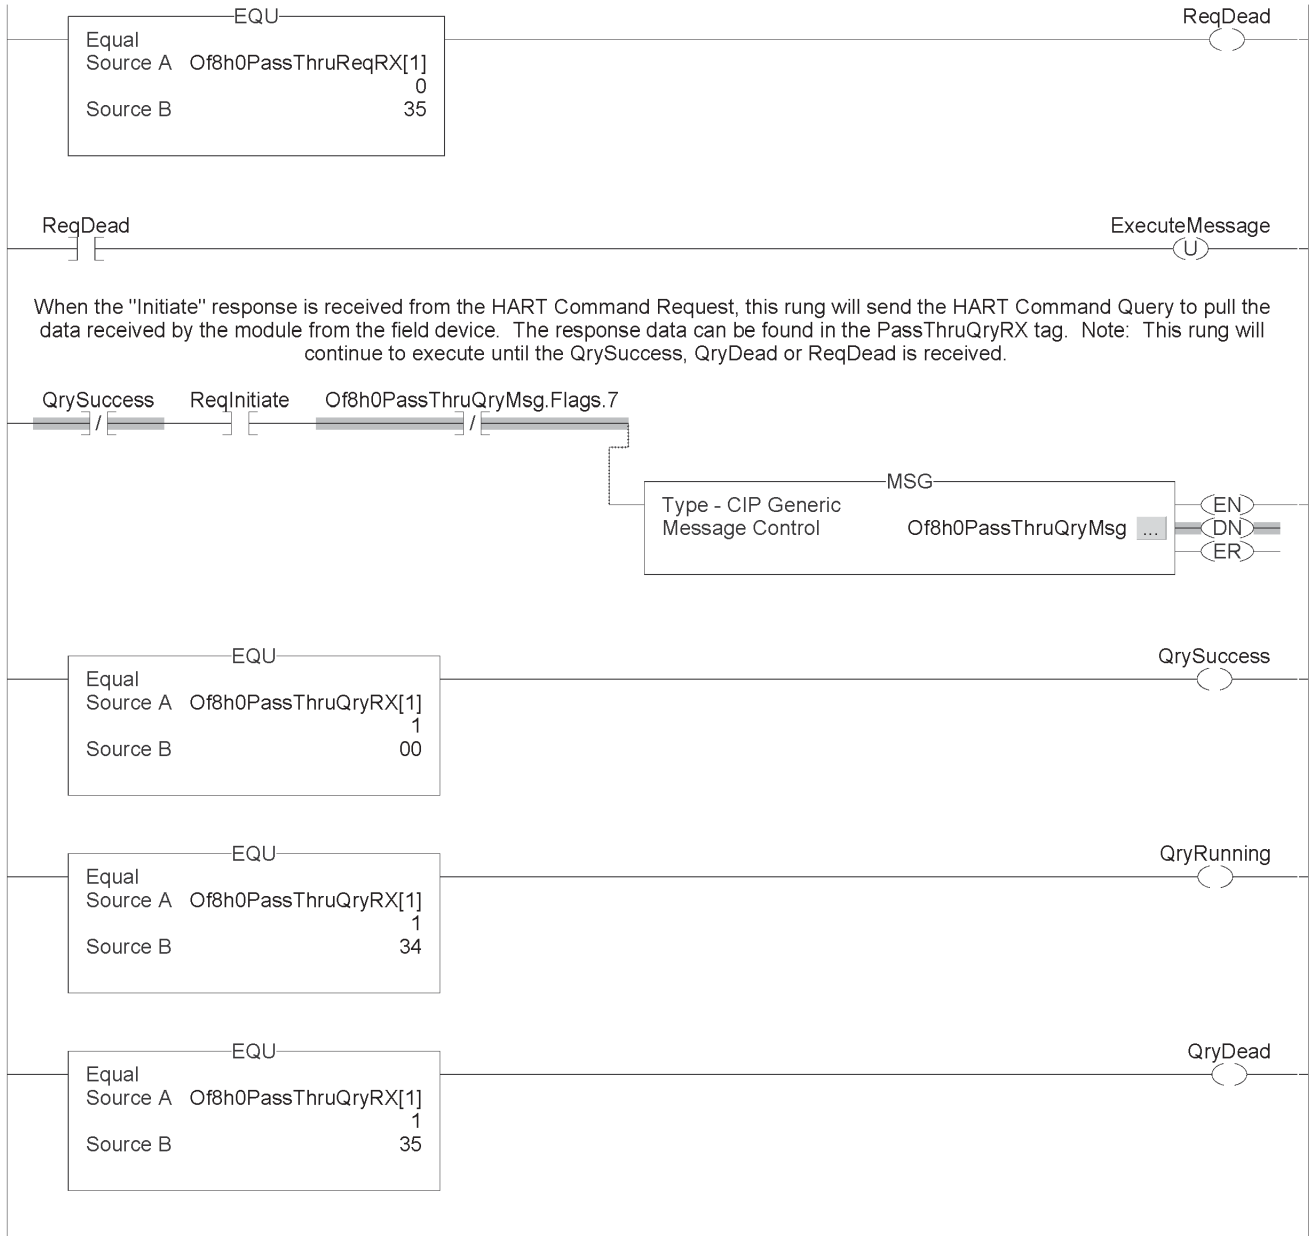 EQU
ReqDead
Equal
Source A Of8h0PassThruReqRX[1]
0
Source B 35
ReqDead
ExecuteMessage
U
When the "Initiate" response is received from the HART Command Request, this rung will send the HART Command Query to pull the
data received by the module from the field device. The response data can be found in the PassThruQryRX tag. Note: This rung will
continue to execute until the QrySuccess, QryDead or ReqDead is received.
QrySuccess ReqInitiate Of8h0PassThruQryMsg.Flags.7
/ /
MSG
Type - CIP Generic
Message Control Of8h0PassThruQryMsg ...
EN
DN
ER
EQU
QrySuccess
Equal
Source A Of8h0PassThruQryRX[1]
1
Source B 00
EQU
QryRunning
Equal
Source A Of8h0PassThruQryRX[1]
1
Source B 34
EQU
QryDead
Equal
Source A Of8h0PassThruQryRX[1]
1
Source B 35